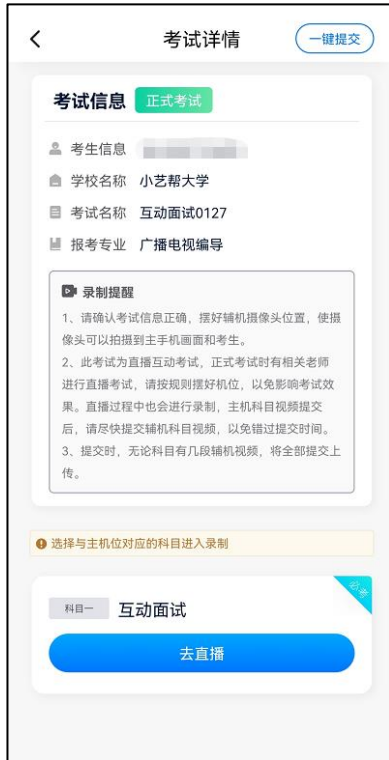 考试详情
一键提交
考试信息
正式考试
考生信息
学校名称 小艺帮大学
考试名称 互动面试0127
报考专业 广播电视编导
录制提醒
1、请确认考试信息正确，摆好辅机摄像头位置，使摄
像头可以拍摄到主手机画面和考生。
2、此考试为直播互动考试，正式考试时有相关老师
进行直播考试，请按规则摆好机位，以免影响考试效
果。直播过程中也会进行录制，主机科目视频提交
后，请尽快提交辅机科目视频，以免错过提交时间。
3、提交时，无论科目有几段辅机视频，将全部提交上
传。
选择与主机位对应的科目进入录制
必考
科目一 互动面试
去直播